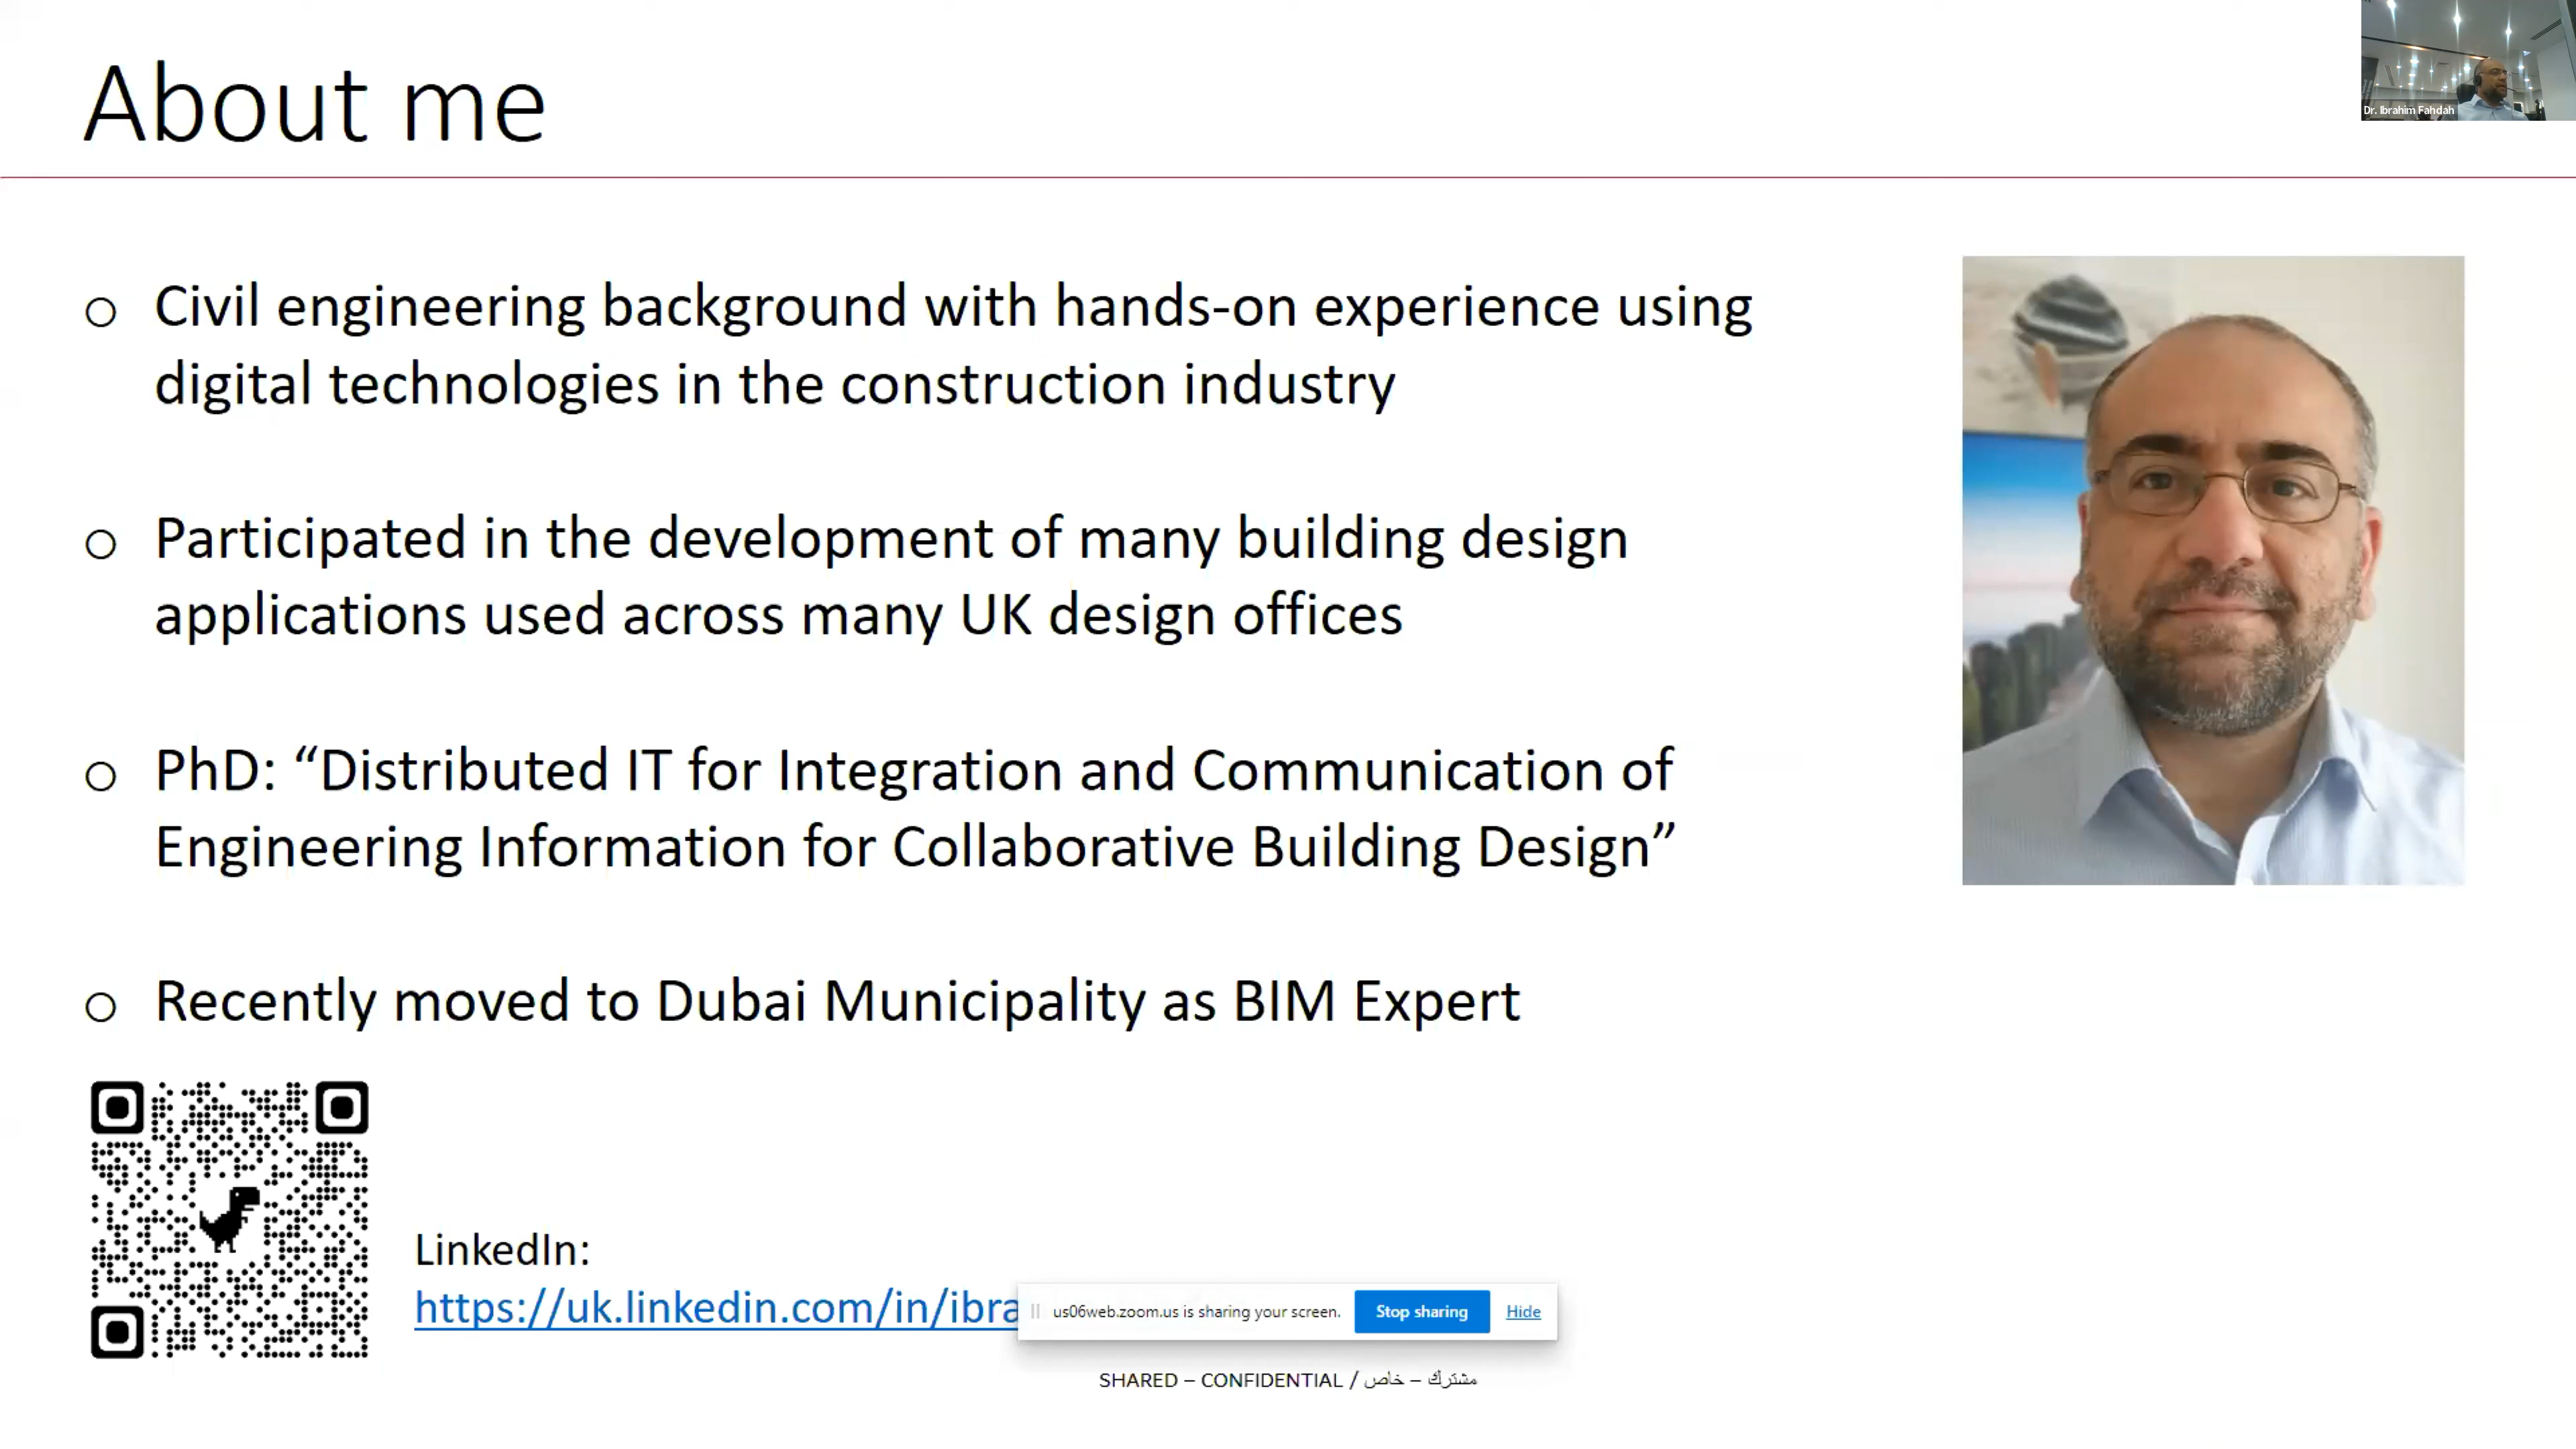 About me
Dr. Ibrahim Fahdah
o Civil engineering background with hands-on experience using
digital technologies in the construction industry
o Participated in the development of many building design
applications used across many UK design offices
o PhD: “Distributed IT for Integration and Communication of
Engineering Information for Collaborative Building Design”
o Recently moved to Dubai Municipality as BIM Expert
LinkedIn:
https://uk.linkedin.com/in/ibra
us06web.zoom.us is sharing your screen. Stop sharing Hide
SHARED – CONFIDENTIAL / مشترك – خاص